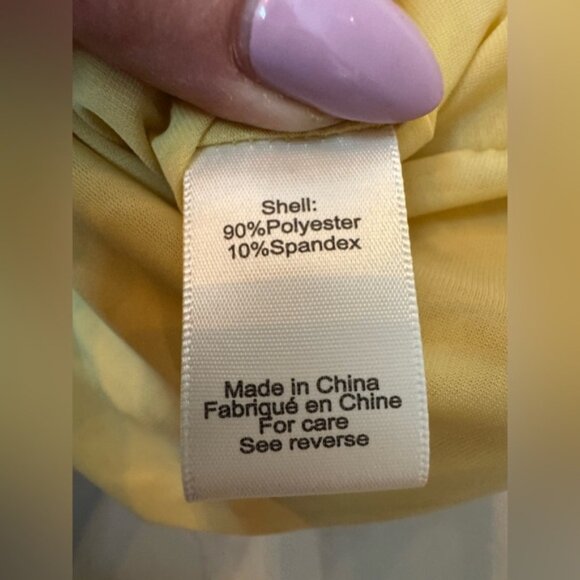 Shell:
90%Polyester
10%Spandex
Made in China
Fabriqué en Chine
For care
See reverse